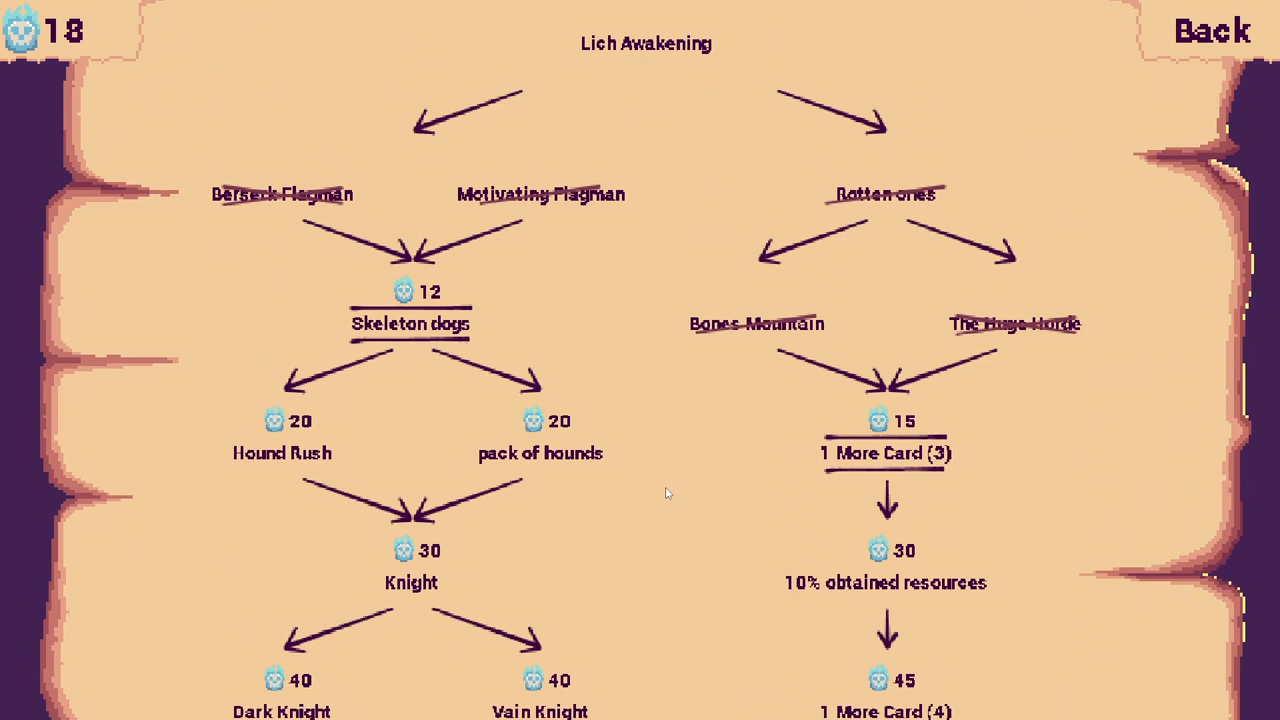 18
Back
Lich Awakening
Berserk Flagman
Motivating Flagman
Rotten ones
12
Skeleton dogs
Bones Mountain
The Huge Horde
20
Hound Rush
20
pack of hounds
15
1 More Card (3)
30
Knight
30
10% obtained resources
40
Dark Knight
40
Vain Knight
45
1 More Card (4)